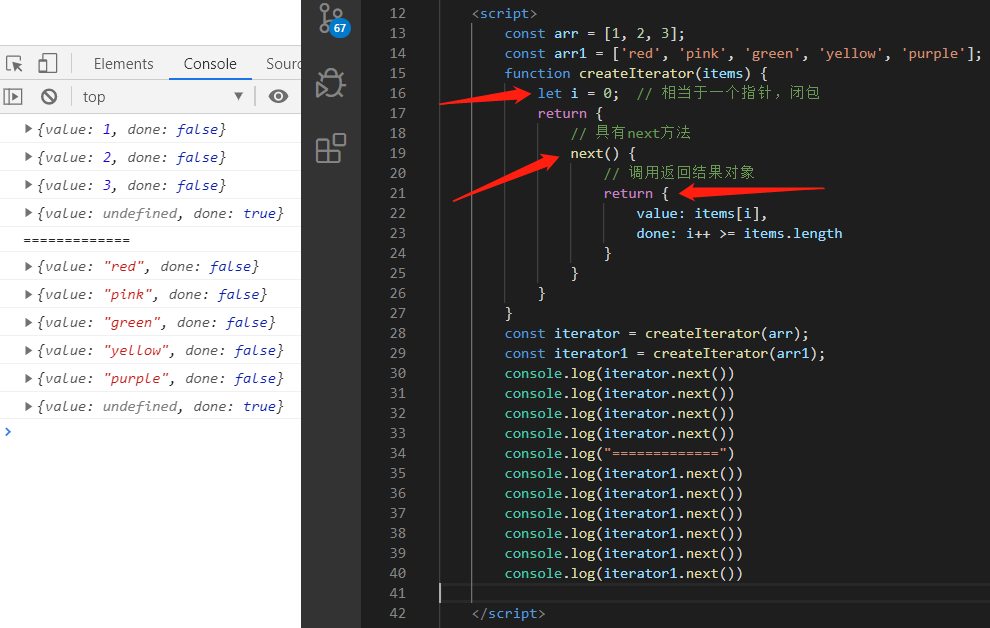 Elements Console Sourc
top
{value: 1, done: false}
{value: 2, done: false}
{value: 3, done: false}
{value: undefined, done: true}
=============
{value: "red", done: false}
{value: "pink", done: false}
{value: "green", done: false}
{value: "yellow", done: false}
{value: "purple", done: false}
{value: undefined, done: true}
67
12 <script>
13 const arr = [1, 2, 3];
14 const arr1 = ['red', 'pink', 'green', 'yellow', 'purple'];
15 function createIterator(items) {
16 let i = 0; // 相当于一个指针，闭包
17 return {
18 // 具有next方法
19 next() {
20 // 调用返回结果对象
21 return {
22 value: items[i],
23 done: i++ >= items.length
24 }
25 }
26 }
27 }
28 const iterator = createIterator(arr);
29 const iterator1 = createIterator(arr1);
30 console.log(iterator.next())
31 console.log(iterator.next())
32 console.log(iterator.next())
33 console.log(iterator.next())
34 console.log("=============")
35 console.log(iterator1.next())
36 console.log(iterator1.next())
37 console.log(iterator1.next())
38 console.log(iterator1.next())
39 console.log(iterator1.next())
40 console.log(iterator1.next())
41
42 </script>